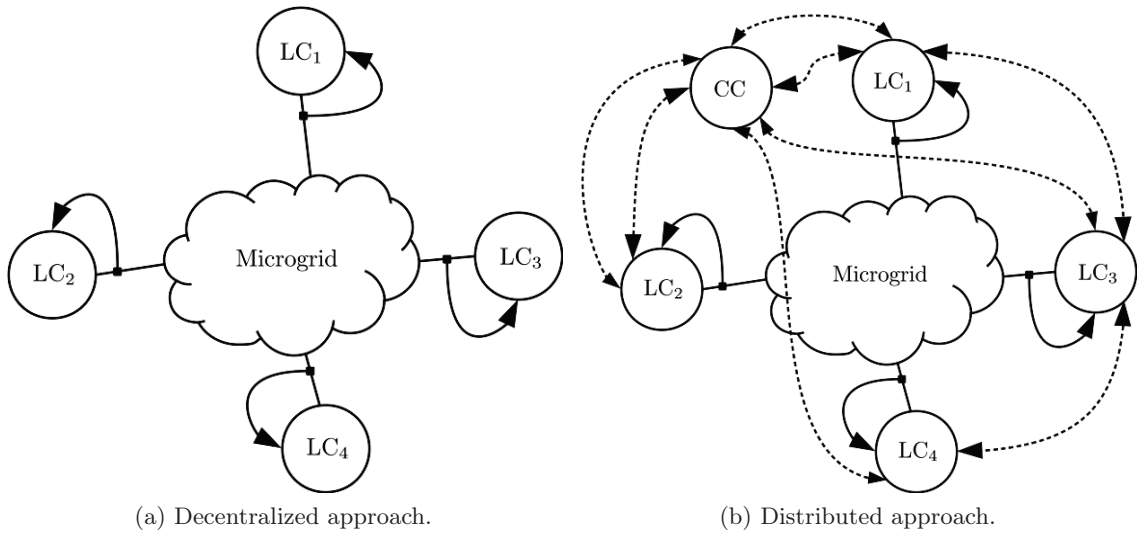 LC₁
LC₂
Microgrid
LC₃
LC₄
(a) Decentralized approach.
CC
LC₁
LC₂
Microgrid
LC₃
LC₄
(b) Distributed approach.